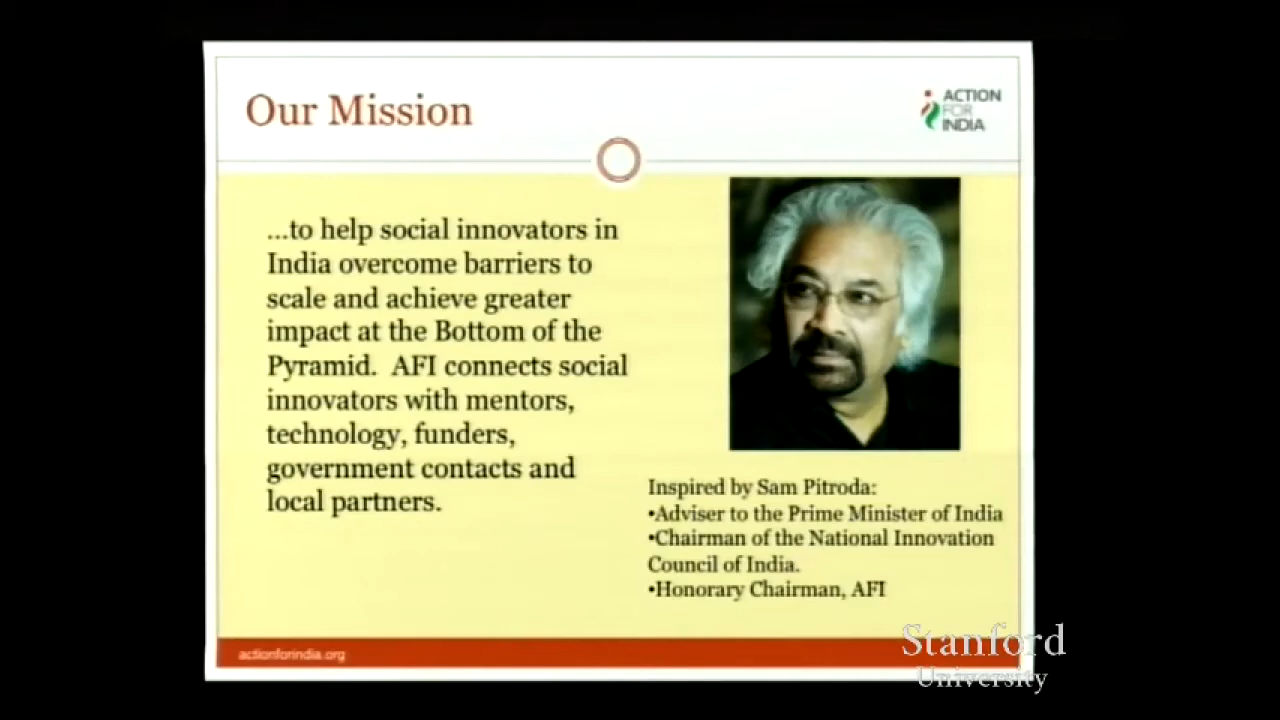 Our Mission
ACTION
FOR
INDIA
...to help social innovators in
India overcome barriers to
scale and achieve greater
impact at the Bottom of the
Pyramid. AFI connects social
innovators with mentors,
technology, funders,
government contacts and
local partners.
Inspired by Sam Pitroda:
•Adviser to the Prime Minister of India
•Chairman of the National Innovation
Council of India.
•Honorary Chairman, AFI
actionforindia.org
Stanford
University